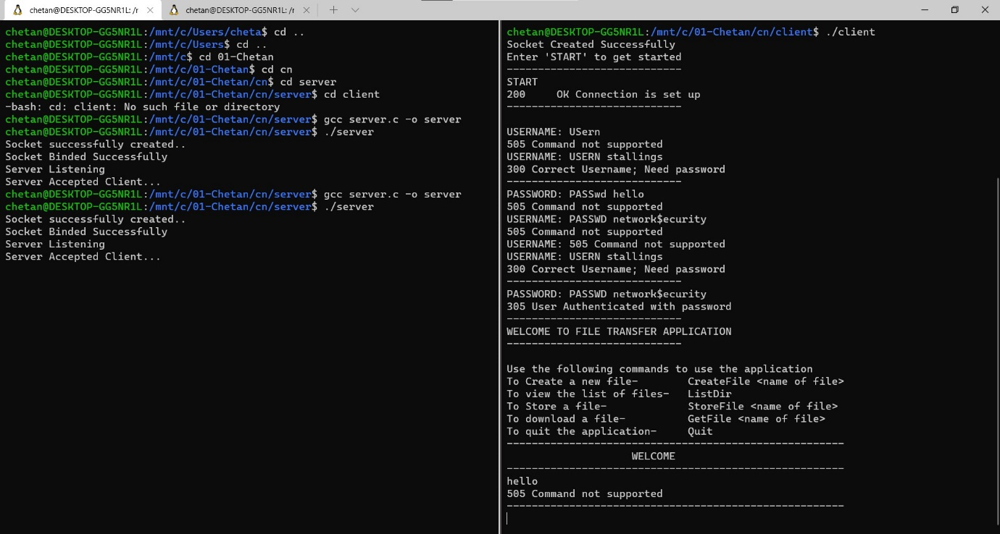 chetan@DESKTOP-GG5NR1L: /r
chetan@DESKTOP-GG5NR1L: /r
chetan@DESKTOP-GG5NR1L:/mnt/c/Users/cheta$ cd ..
chetan@DESKTOP-GG5NR1L:/mnt/c/Users$ cd ..
chetan@DESKTOP-GG5NR1L:/mnt/c$ cd 01-Chetan
chetan@DESKTOP-GG5NR1L:/mnt/c/01-Chetan$ cd cn
chetan@DESKTOP-GG5NR1L:/mnt/c/01-Chetan/cn$ cd server
chetan@DESKTOP-GG5NR1L:/mnt/c/01-Chetan/cn/server$ cd client
-bash: cd: client: No such file or directory
chetan@DESKTOP-GG5NR1L:/mnt/c/01-Chetan/cn/server$ gcc server.c -o server
chetan@DESKTOP-GG5NR1L:/mnt/c/01-Chetan/cn/server$ ./server
Socket successfully created..
Socket Binded Successfully
Server Listening
Server Accepted Client...
chetan@DESKTOP-GG5NR1L:/mnt/c/01-Chetan/cn/server$ gcc server.c -o server
chetan@DESKTOP-GG5NR1L:/mnt/c/01-Chetan/cn/server$ ./server
Socket successfully created..
Socket Binded Successfully
Server Listening
Server Accepted Client...
chetan@DESKTOP-GG5NR1L:/mnt/c/01-Chetan/cn/client$ ./client
Socket Created Successfully
Enter 'START' to get started
----------------------------
START
200     OK Connection is set up
----------------------------
USERNAME: USern
505 Command not supported
USERNAME: USERN stallings
300 Correct Username; Need password
----------------------------
PASSWORD: PASSwd hello
505 Command not supported
USERNAME: PASSWD network$ecurity
505 Command not supported
USERNAME: 505 Command not supported
USERNAME: USERN stallings
300 Correct Username; Need password
----------------------------
PASSWORD: PASSWD network$ecurity
305 User Authenticated with password
----------------------------
WELCOME TO FILE TRANSFER APPLICATION
----------------------------
Use the following commands to use the application
To Create a new file-        CreateFile <name of file>
To view the list of files-   ListDir
To Store a file-             StoreFile <name of file>
To download a file-          GetFile <name of file>
To quit the application-     Quit
------------------------------------------------------
WELCOME
------------------------------------------------------
hello
505 Command not supported
------------------------------------------------------